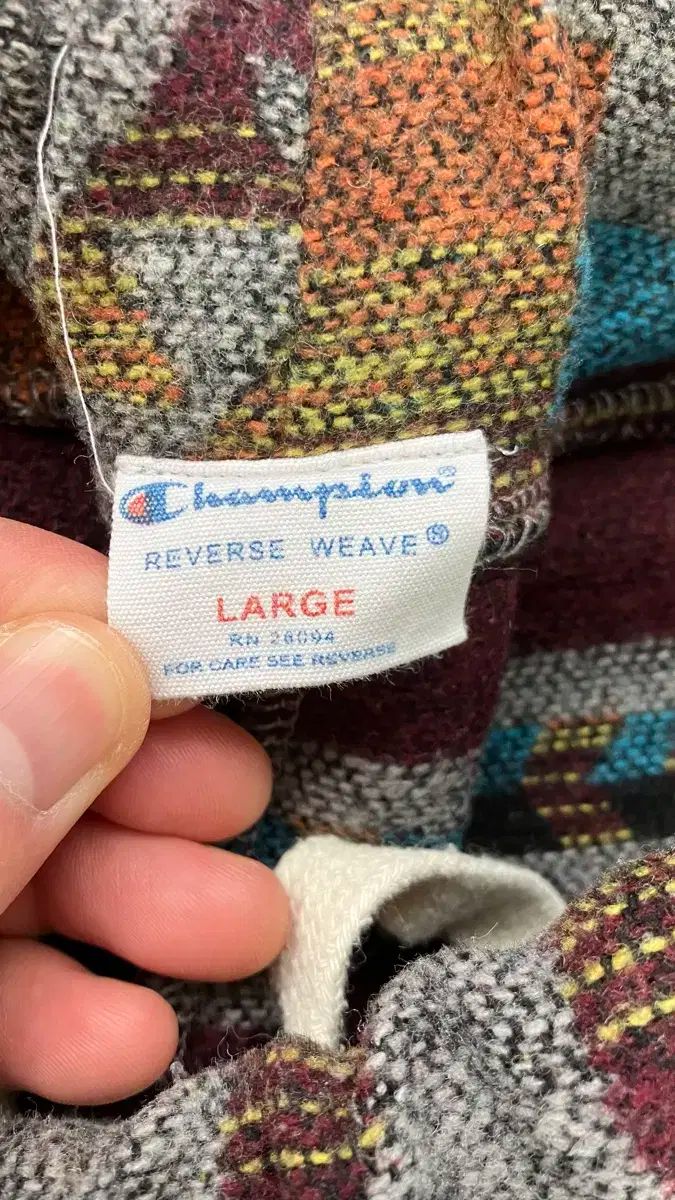 Champion®
REVERSE WEAVE®
LARGE
RN 26094
FOR CARE SEE REVERSE